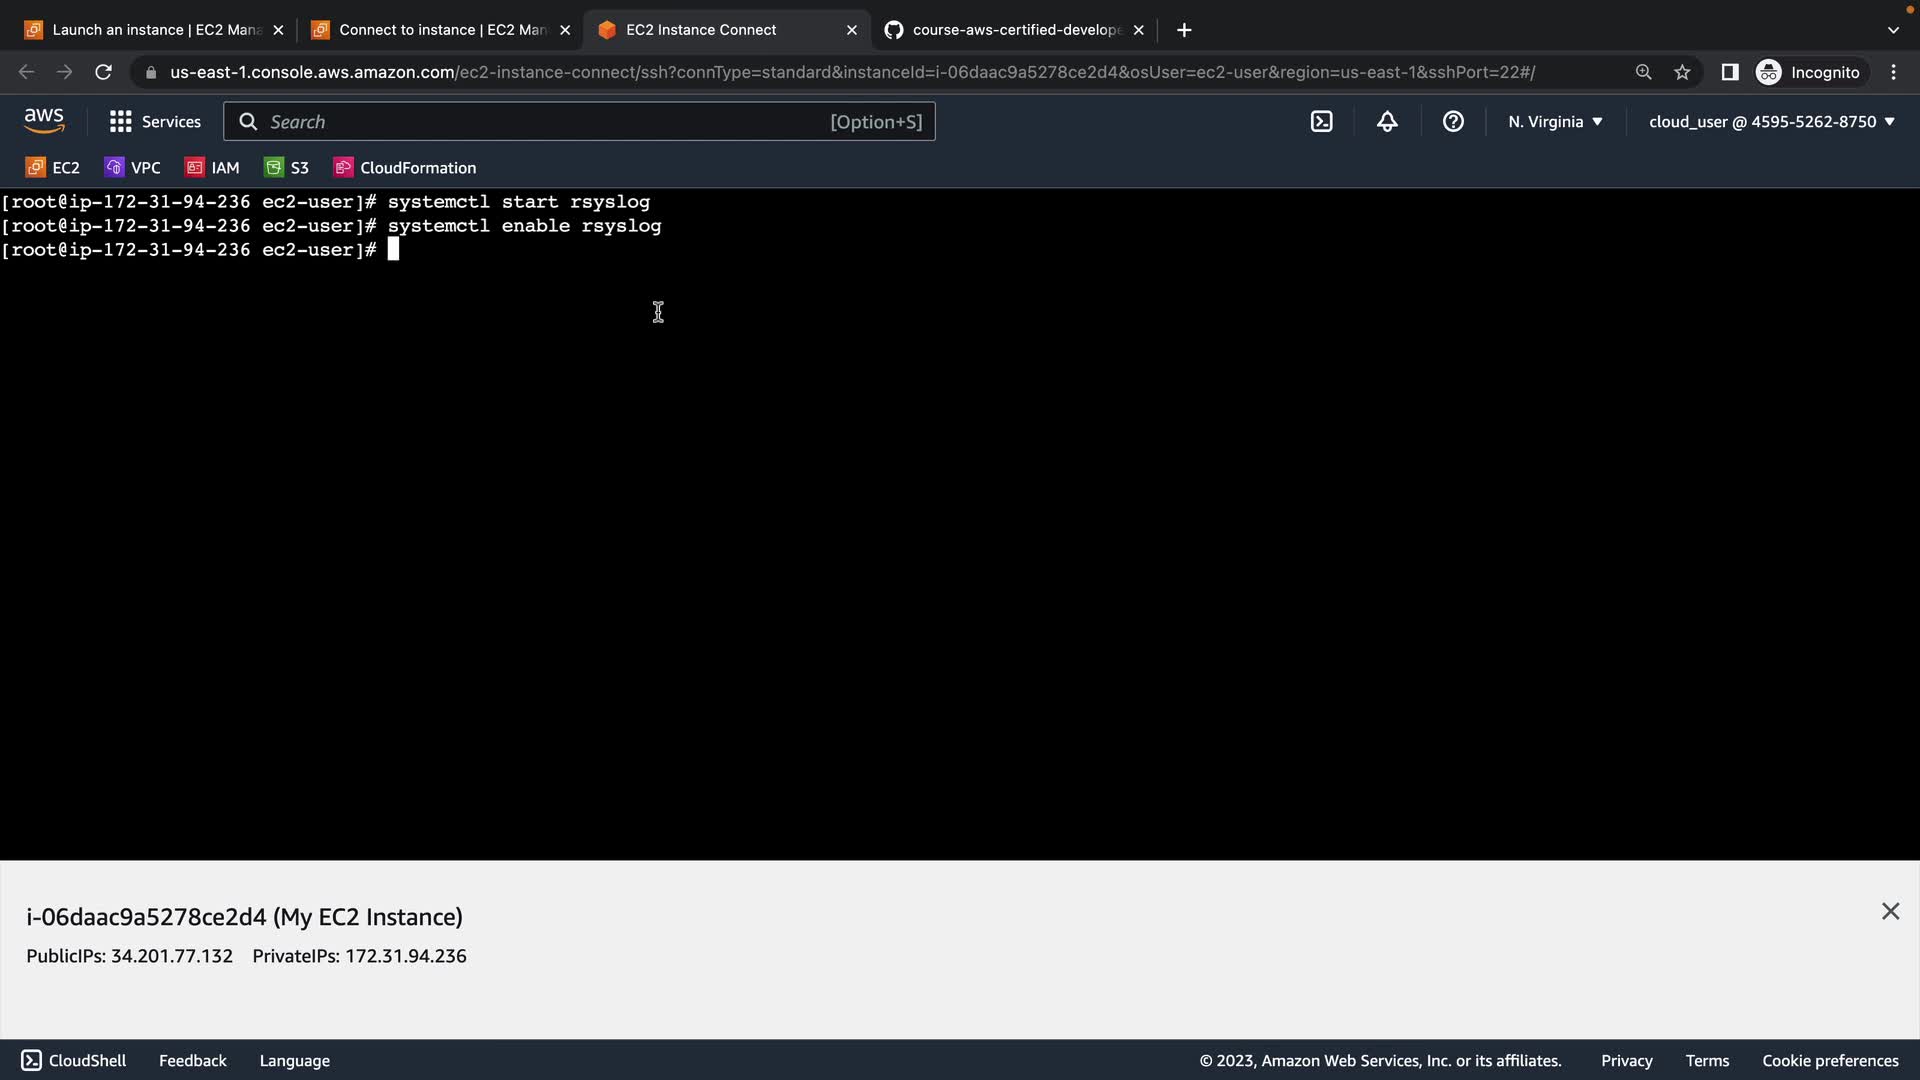 Launch an instance | EC2 Mana
Connect to instance | EC2 Man
EC2 Instance Connect
course-aws-certified-develope
us-east-1.console.aws.amazon.com/ec2-instance-connect/ssh?connType=standard&instanceId=i-06daac9a5278ce2d4&osUser=ec2-user&region=us-east-1&sshPort=22#/
Incognito
aws
Services
Search
[Option+S]
N. Virginia
cloud_user @ 4595-5262-8750
EC2
VPC
IAM
S3
CloudFormation
[root@ip-172-31-94-236 ec2-user]# systemctl start rsyslog
[root@ip-172-31-94-236 ec2-user]# systemctl enable rsyslog
[root@ip-172-31-94-236 ec2-user]#
i-06daac9a5278ce2d4 (My EC2 Instance)
PublicIPs: 34.201.77.132 PrivateIPs: 172.31.94.236
CloudShell
Feedback
Language
© 2023, Amazon Web Services, Inc. or its affiliates.
Privacy
Terms
Cookie preferences